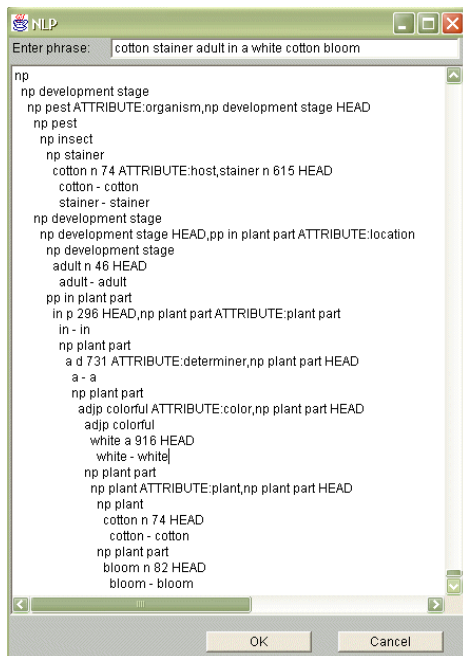 NLP
Enter phrase: cotton stainer adult in a white cotton bloom
np
np development stage
np pest ATTRIBUTE:organism,np development stage HEAD
np pest
np insect
np stainer
cotton n 74 ATTRIBUTE:host,stainer n 615 HEAD
cotton - cotton
stainer - stainer
np development stage
np development stage HEAD,pp in plant part ATTRIBUTE:location
np development stage
adult n 46 HEAD
adult - adult
pp in plant part
in p 296 HEAD,np plant part ATTRIBUTE:plant part
in - in
np plant part
a d 731 ATTRIBUTE:determiner,np plant part HEAD
a - a
np plant part
adjp colorful ATTRIBUTE:color,np plant part HEAD
adjp colorful
white a 916 HEAD
white - white
np plant part
np plant ATTRIBUTE:plant,np plant part HEAD
np plant
cotton n 74 HEAD
cotton - cotton
np plant part
bloom n 82 HEAD
bloom - bloom
OK Cancel